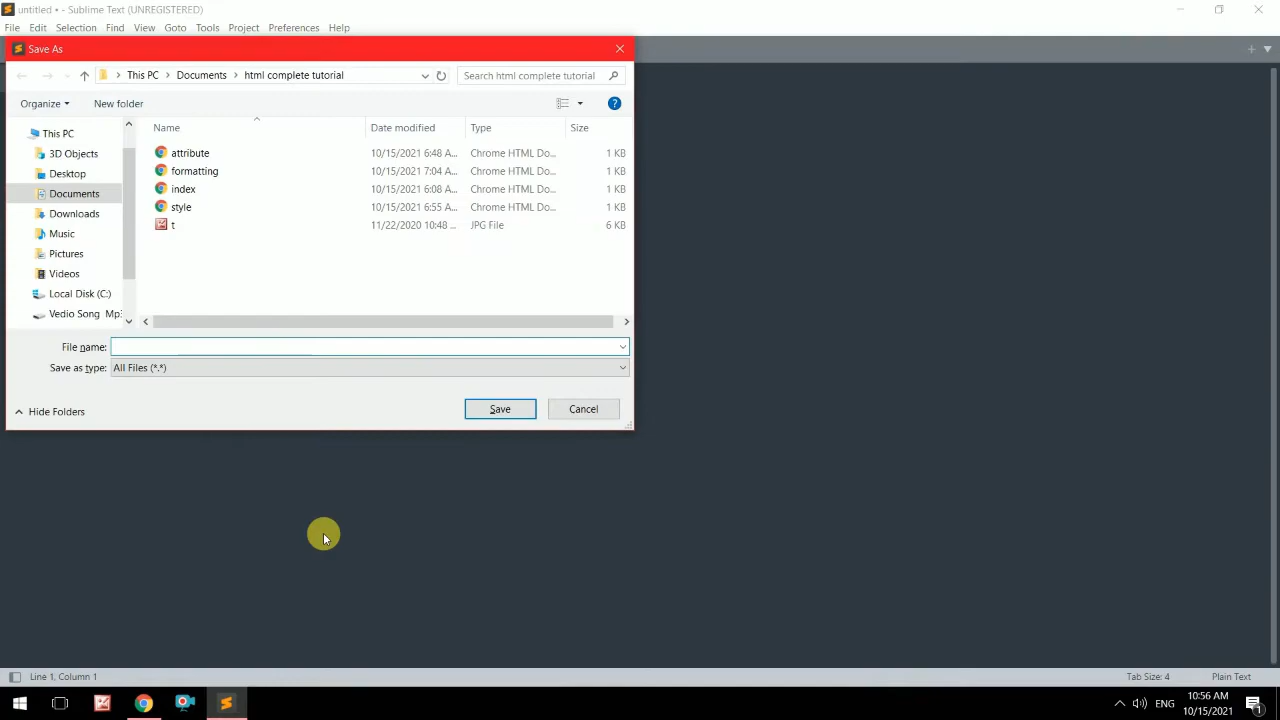 untitled • - Sublime Text (UNREGISTERED)
File Edit Selection Find View Goto Tools Project Preferences Help
Save As
This PC Documents html complete tutorial Search html complete tutorial
Organize New folder
Name Date modified Type Size
This PC
3D Objects
Desktop
Documents
Downloads
Music
Pictures
Videos
Local Disk (C:)
Vedio Song Mp:
attribute 10/15/2021 6:48 A... Chrome HTML Do... 1 KB
formatting 10/15/2021 7:04 A... Chrome HTML Do... 1 KB
index 10/15/2021 6:08 A... Chrome HTML Do... 1 KB
style 10/15/2021 6:55 A... Chrome HTML Do... 1 KB
t 11/22/2020 10:48 ... JPG File 6 KB
File name:
Save as type: All Files (*.*)
Hide Folders Save Cancel
Line 1, Column 1 Tab Size: 4 Plain Text
ENG 10:56 AM
10/15/2021 1